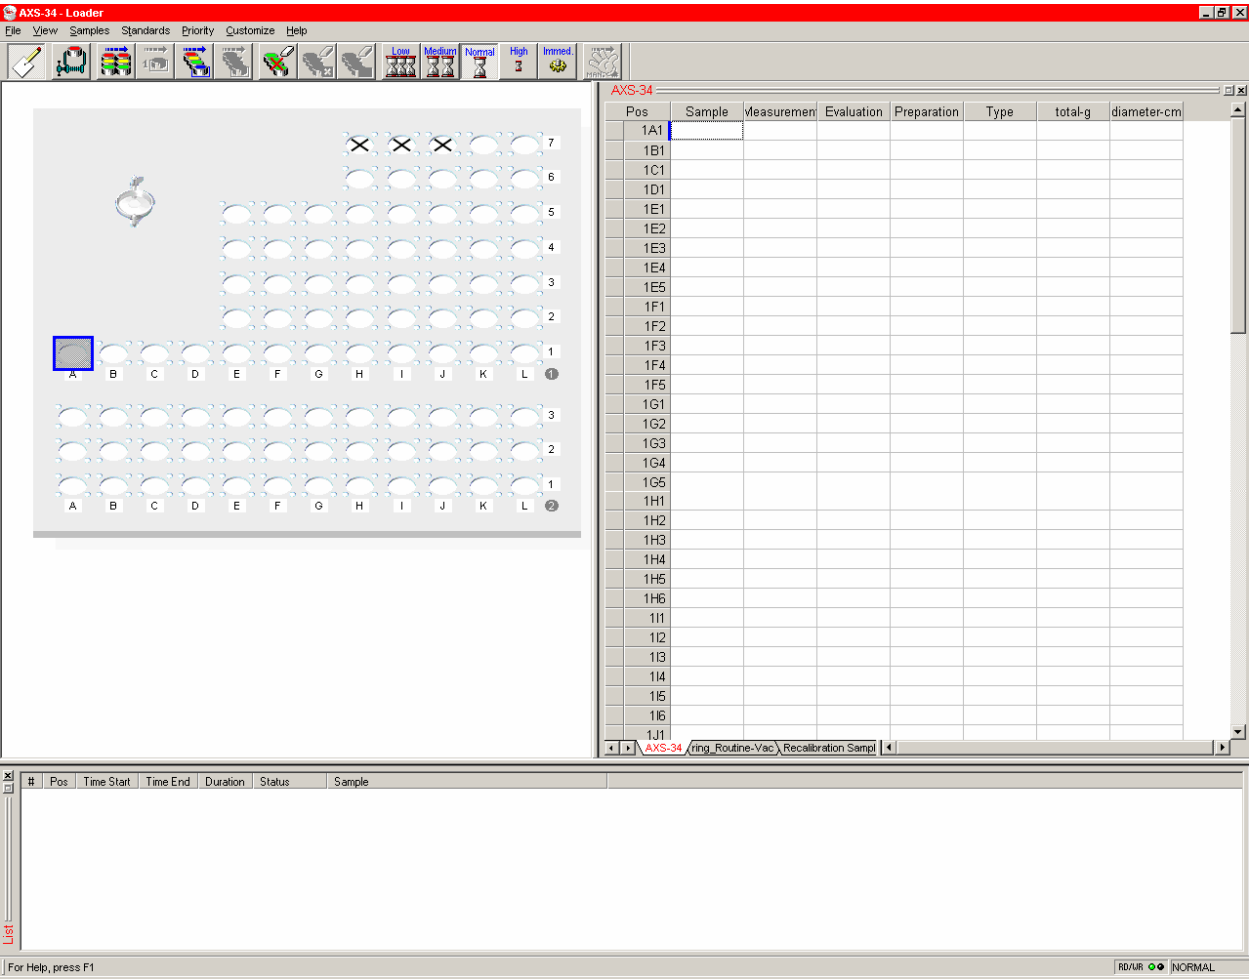 AXS-34 - Loader
File View Samples Standards Priority Customize Help
Low Medium Normal High Immed.
1
MANUAL
7
6
5
4
3
2
1
A B C D E F G H I J K L 1
3
2
1
A B C D E F G H I J K L 2
AXS-34
Pos Sample Measuremen Evaluation Preparation Type total-g diameter-cm
1A1
1B1
1C1
1D1
1E1
1E2
1E3
1E4
1E5
1F1
1F2
1F3
1F4
1F5
1G1
1G2
1G3
1G4
1G5
1H1
1H2
1H3
1H4
1H5
1H6
1I1
1I2
1I3
1I4
1I5
1I6
1J1
AXS-34 ring_Routine-Vac Recalibration Sampl
# Pos Time Start Time End Duration Status Sample
List
For Help, press F1
RD/WR NORMAL